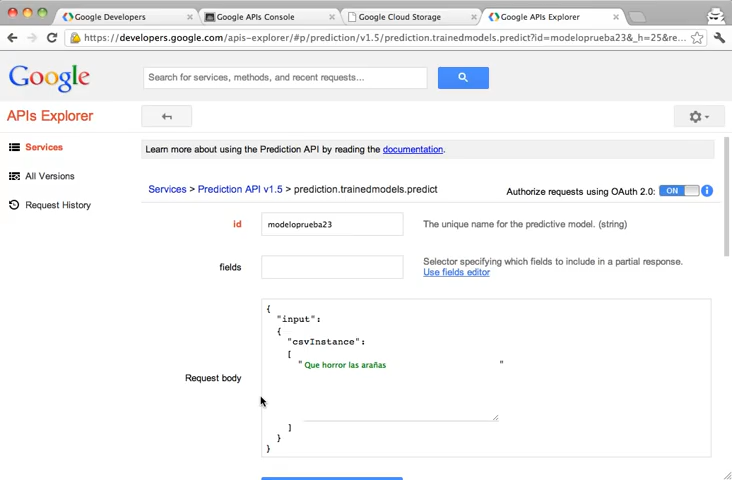 Google Developers
Google APIs Console
Google Cloud Storage
Google APIs Explorer
https://developers.google.com/apis-explorer/#p/prediction/v1.5/prediction.trainedmodels.predict?id=modeloprueba23&_h=25&re...
Google
Search for services, methods, and recent requests...
APIs Explorer
Services
All Versions
Request History
Learn more about using the Prediction API by reading the documentation.
Services > Prediction API v1.5 > prediction.trainedmodels.predict
Authorize requests using OAuth 2.0: ON i
id
modeloprueba23
The unique name for the predictive model. (string)
fields
Selector specifying which fields to include in a partial response.
Use fields editor
Request body
{
"input":
{
"csvInstance":
[
" Que horror las arañas "
]
}
}